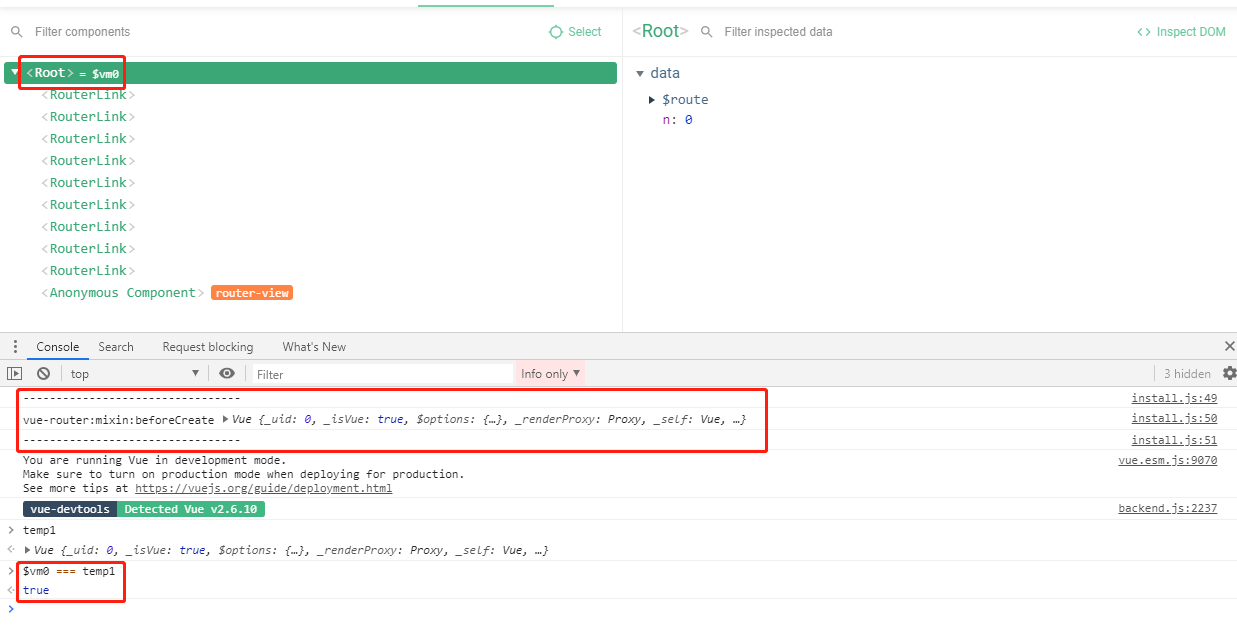 Filter components
Select
<Root>
Filter inspected data
Inspect DOM
<Root> = $vm0
data
<RouterLink>
$route
<RouterLink>
n: 0
<RouterLink>
<RouterLink>
<RouterLink>
<RouterLink>
<RouterLink>
<RouterLink>
<RouterLink>
<Anonymous Component> router-view
Console Search Request blocking What's New
top Filter Info only 3 hidden
--------------------------------- install.js:49
vue-router:mixin:beforeCreate Vue {_uid: 0, _isVue: true, $options: {…}, _renderProxy: Proxy, _self: Vue, …} install.js:50
--------------------------------- install.js:51
You are running Vue in development mode. vue.esm.js:9070
Make sure to turn on production mode when deploying for production.
See more tips at https://vuejs.org/guide/deployment.html
vue-devtools Detected Vue v2.6.10 backend.js:2237
temp1
Vue {_uid: 0, _isVue: true, $options: {…}, _renderProxy: Proxy, _self: Vue, …}
$vm0 === temp1
true